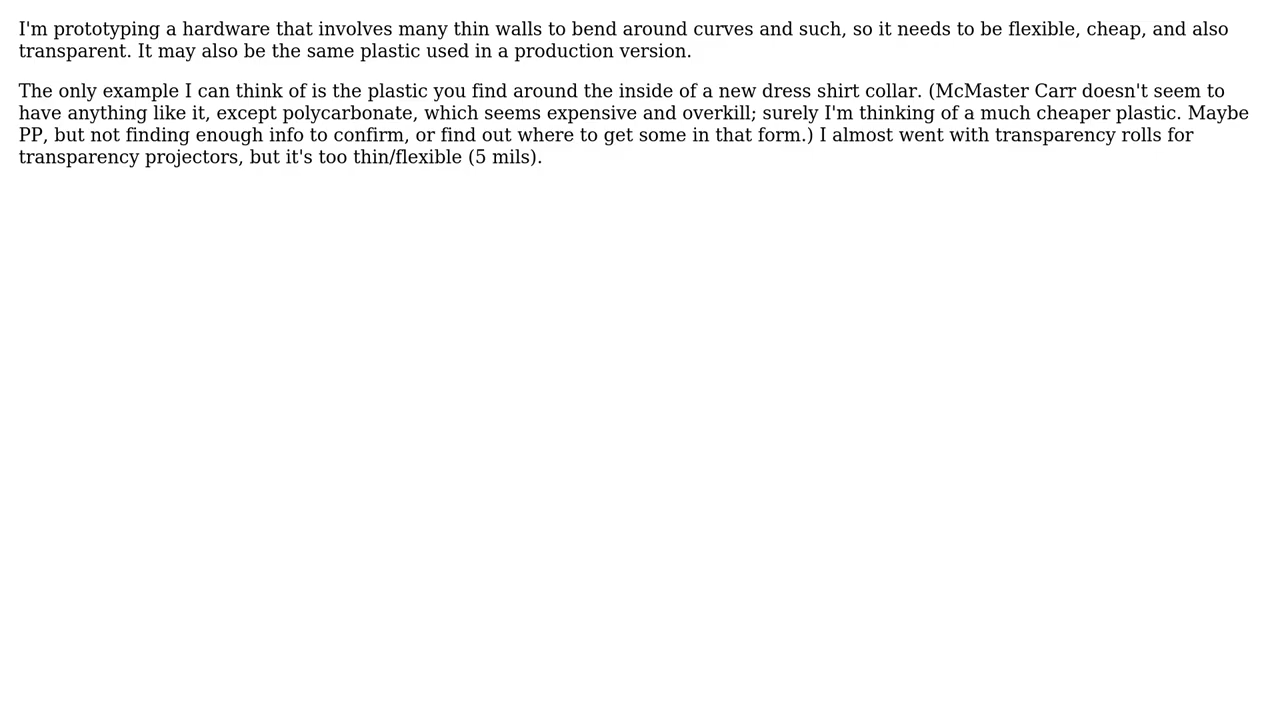 I'm prototyping a hardware that involves many thin walls to bend around curves and such, so it needs to be flexible, cheap, and also
transparent. It may also be the same plastic used in a production version.
The only example I can think of is the plastic you find around the inside of a new dress shirt collar. (McMaster Carr doesn't seem to
have anything like it, except polycarbonate, which seems expensive and overkill; surely I'm thinking of a much cheaper plastic. Maybe
PP, but not finding enough info to confirm, or find out where to get some in that form.) I almost went with transparency rolls for
transparency projectors, but it's too thin/flexible (5 mils).